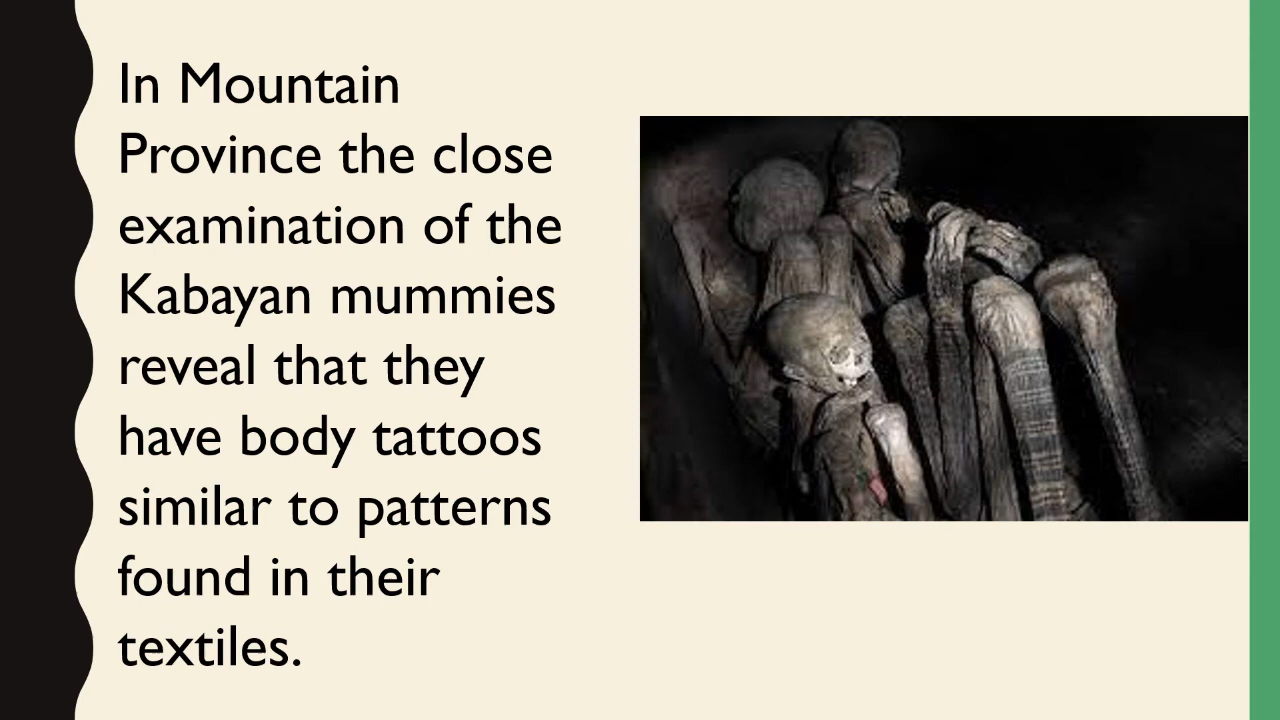 In Mountain
Province the close
examination of the
Kabayan mummies
reveal that they
have body tattoos
similar to patterns
found in their
textiles.